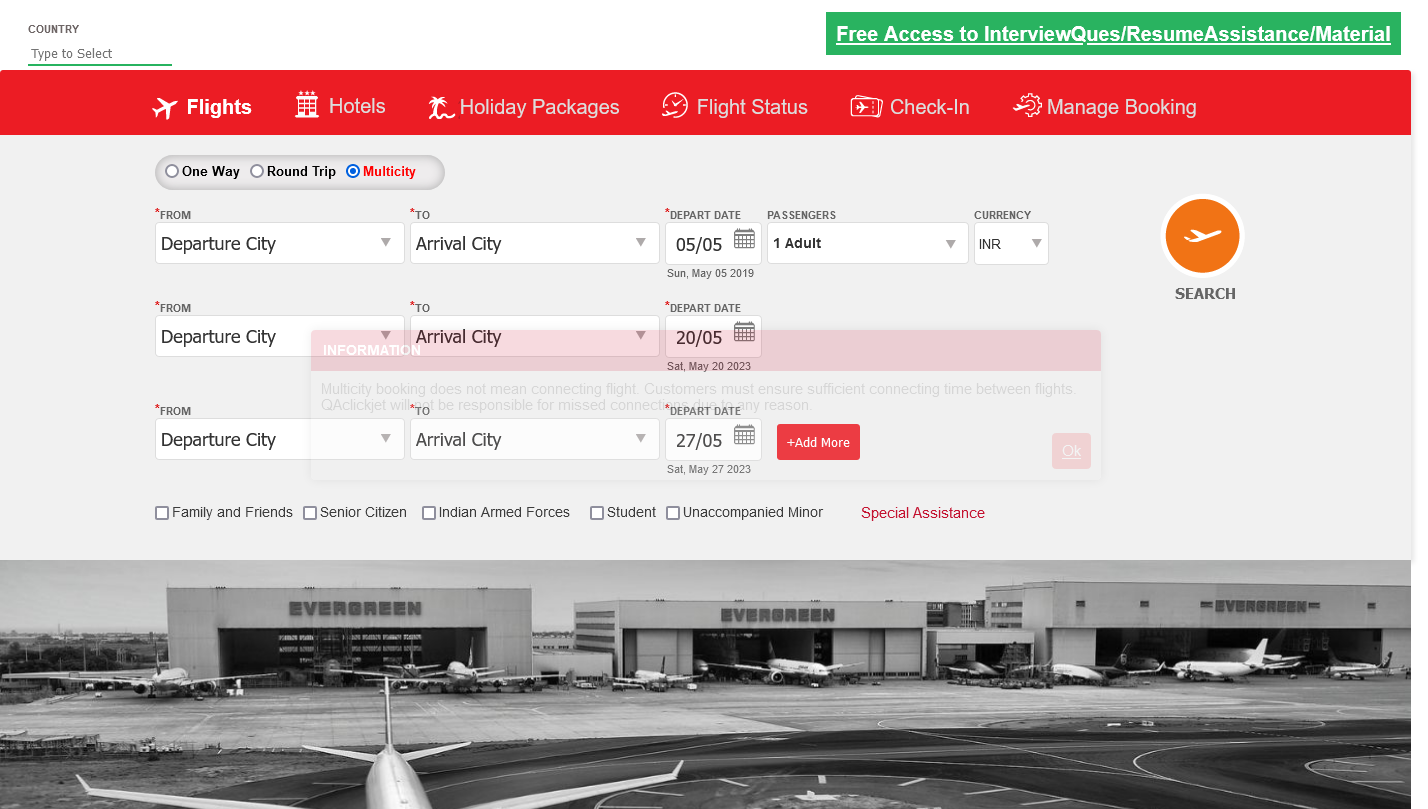 COUNTRY
Type to Select
Free Access to InterviewQues/ResumeAssistance/Material
Flights
Hotels
Holiday Packages
Flight Status
Check-In
Manage Booking
One Way
Round Trip
Multicity
*FROM
*TO
*DEPART DATE
PASSENGERS
CURRENCY
Departure City
Arrival City
05/05
1 Adult
INR
Sun, May 05 2019
SEARCH
*FROM
*TO
*DEPART DATE
Departure City
Arrival City
20/05
Sat, May 20 2023
INFORMATION
Multicity booking does not mean connecting flight. Customers must ensure sufficient connecting time between flights.
QAclickjet will not be responsible for missed connections due to any reason.
Ok
*FROM
*TO
*DEPART DATE
Departure City
Arrival City
27/05
+Add More
Sat, May 27 2023
Family and Friends
Senior Citizen
Indian Armed Forces
Student
Unaccompanied Minor
Special Assistance
EVERGREEN
EVERGREEN
EVERGREEN